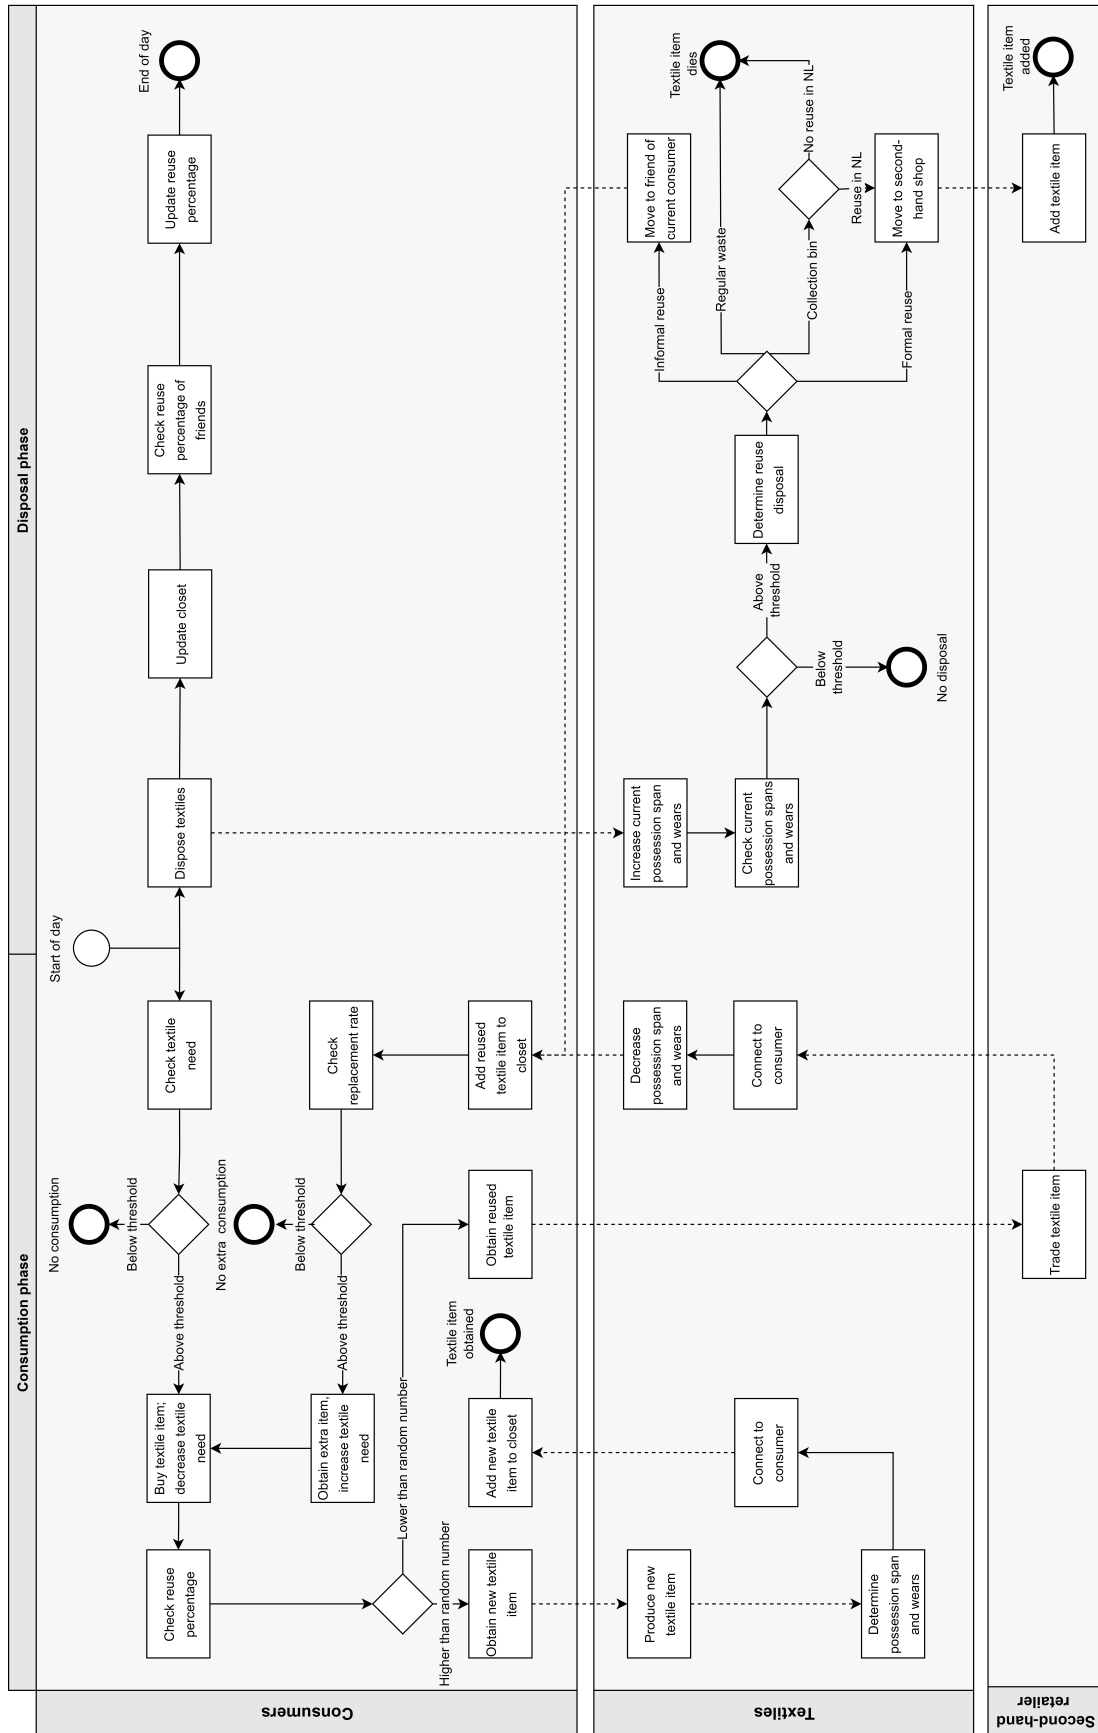 Consumption phase
Disposal phase
Consumers
Textiles
Second-hand
retailer
Start of day
Check textile
need
Below threshold
No consumption
Above threshold
Buy textile item;
decrease textile
need
Check reuse
percentage
Higher than random number
Lower than random number
Obtain new textile
item
Obtain reused
textile item
Add new textile
item to closet
Textile item
obtained
Add reused
textile item to
closet
Check
replacement rate
Below threshold
No extra consumption
Above threshold
Obtain extra item,
increase textile
need
Dispose textiles
Update closet
Check reuse
percentage of
friends
Update reuse
percentage
End of day
Produce new
textile item
Determine
possession span
and wears
Connect to
consumer
Connect to
consumer
Decrease
possession span
and wears
Increase current
possession span
and wears
Check current
possession spans
and wears
Below
threshold
No disposal
Above
threshold
Determine reuse
disposal
Informal reuse
Regular waste
Collection bin
Formal reuse
Move to friend of
current consumer
Textile item
dies
No reuse in NL
Reuse in NL
Move to second-
hand shop
Trade textile item
Add textile item
Textile item
added